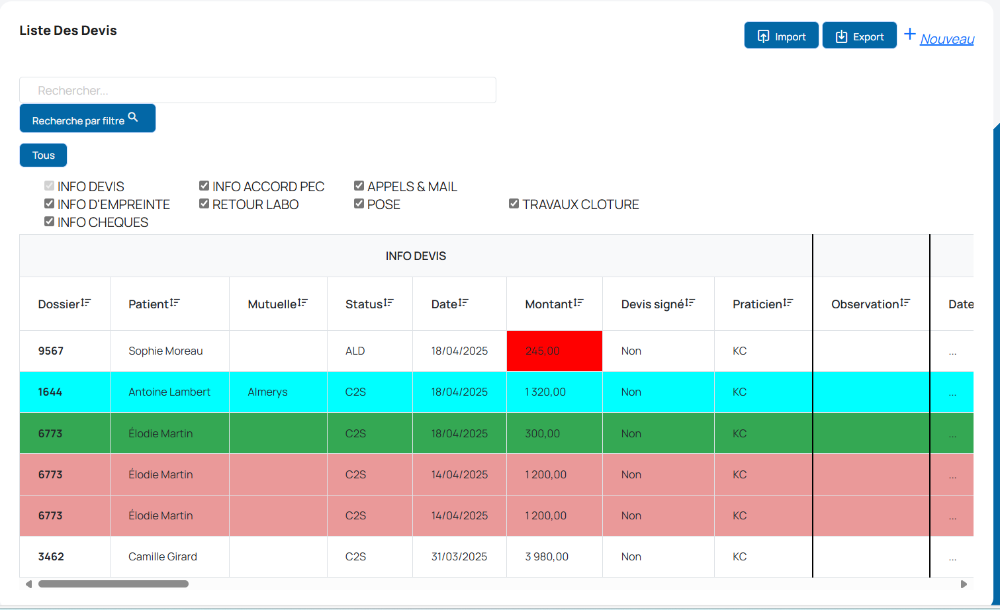 Liste Des Devis
Import Export + Nouveau
Rechercher...
Recherche par filtre
Tous
INFO DEVIS INFO ACCORD PEC APPELS & MAIL
INFO D'EMPREINTE RETOUR LABO POSE TRAVAUX CLOTURE
INFO CHEQUES
INFO DEVIS
Dossier Patient Mutuelle Status Date Montant Devis signé Praticien Observation Date
9567 Sophie Moreau ALD 18/04/2025 245,00 Non KC ...
1644 Antoine Lambert Almerys C2S 18/04/2025 1 320,00 Non KC ...
6773 Élodie Martin C2S 18/04/2025 300,00 Non KC ...
6773 Élodie Martin C2S 14/04/2025 1 200,00 Non KC ...
6773 Élodie Martin C2S 14/04/2025 1 200,00 Non KC ...
3462 Camille Girard C2S 31/03/2025 3 980,00 Non KC ...